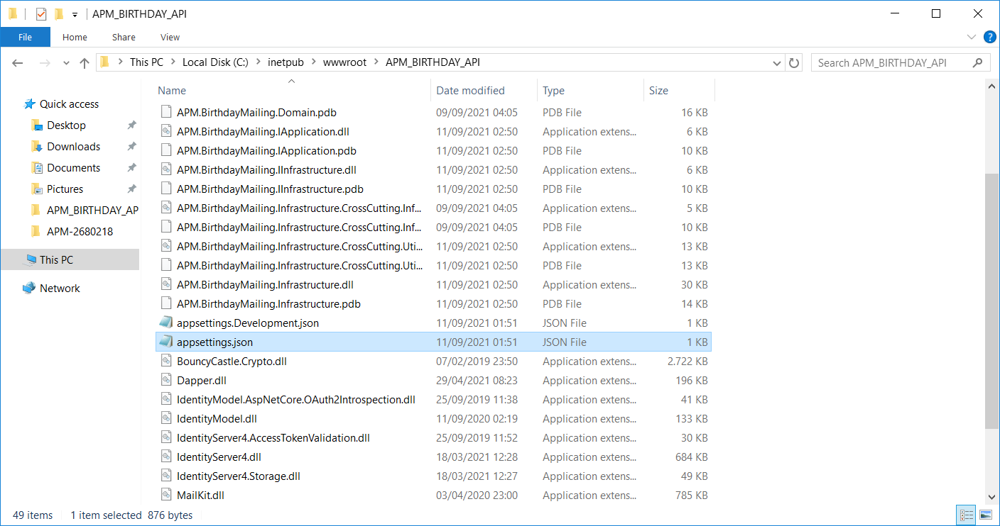 APM_BIRTHDAY_API
File Home Share View
This PC Local Disk (C:) inetpub wwwroot APM_BIRTHDAY_API Search APM_BIRTHDAY_API
Quick access
Desktop
Downloads
Documents
Pictures
APM_BIRTHDAY_AP
APM-2680218
This PC
Network
Name Date modified Type Size
APM.BirthdayMailing.Domain.pdb 09/09/2021 04:05 PDB File 16 KB
APM.BirthdayMailing.IApplication.dll 11/09/2021 02:50 Application extens... 6 KB
APM.BirthdayMailing.IApplication.pdb 11/09/2021 02:50 PDB File 10 KB
APM.BirthdayMailing.IInfrastructure.dll 11/09/2021 02:50 Application extens... 6 KB
APM.BirthdayMailing.IInfrastructure.pdb 11/09/2021 02:50 PDB File 10 KB
APM.BirthdayMailing.Infrastructure.CrossCutting.Inf... 09/09/2021 04:05 Application extens... 5 KB
APM.BirthdayMailing.Infrastructure.CrossCutting.Inf... 09/09/2021 04:05 PDB File 10 KB
APM.BirthdayMailing.Infrastructure.CrossCutting.Uti... 11/09/2021 02:50 Application extens... 13 KB
APM.BirthdayMailing.Infrastructure.CrossCutting.Uti... 11/09/2021 02:50 PDB File 13 KB
APM.BirthdayMailing.Infrastructure.dll 11/09/2021 02:50 Application extens... 30 KB
APM.BirthdayMailing.Infrastructure.pdb 11/09/2021 02:50 PDB File 14 KB
appsettings.Development.json 11/09/2021 01:51 JSON File 1 KB
appsettings.json 11/09/2021 01:51 JSON File 1 KB
BouncyCastle.Crypto.dll 07/02/2019 23:50 Application extens... 2.722 KB
Dapper.dll 29/04/2021 08:23 Application extens... 196 KB
IdentityModel.AspNetCore.OAuth2Introspection.dll 25/09/2019 11:38 Application extens... 41 KB
IdentityModel.dll 11/09/2020 02:19 Application extens... 133 KB
IdentityServer4.AccessTokenValidation.dll 25/09/2019 11:52 Application extens... 30 KB
IdentityServer4.dll 18/03/2021 12:28 Application extens... 684 KB
IdentityServer4.Storage.dll 18/03/2021 12:27 Application extens... 49 KB
MailKit.dll 03/04/2020 23:00 Application extens... 785 KB
49 items 1 item selected 876 bytes